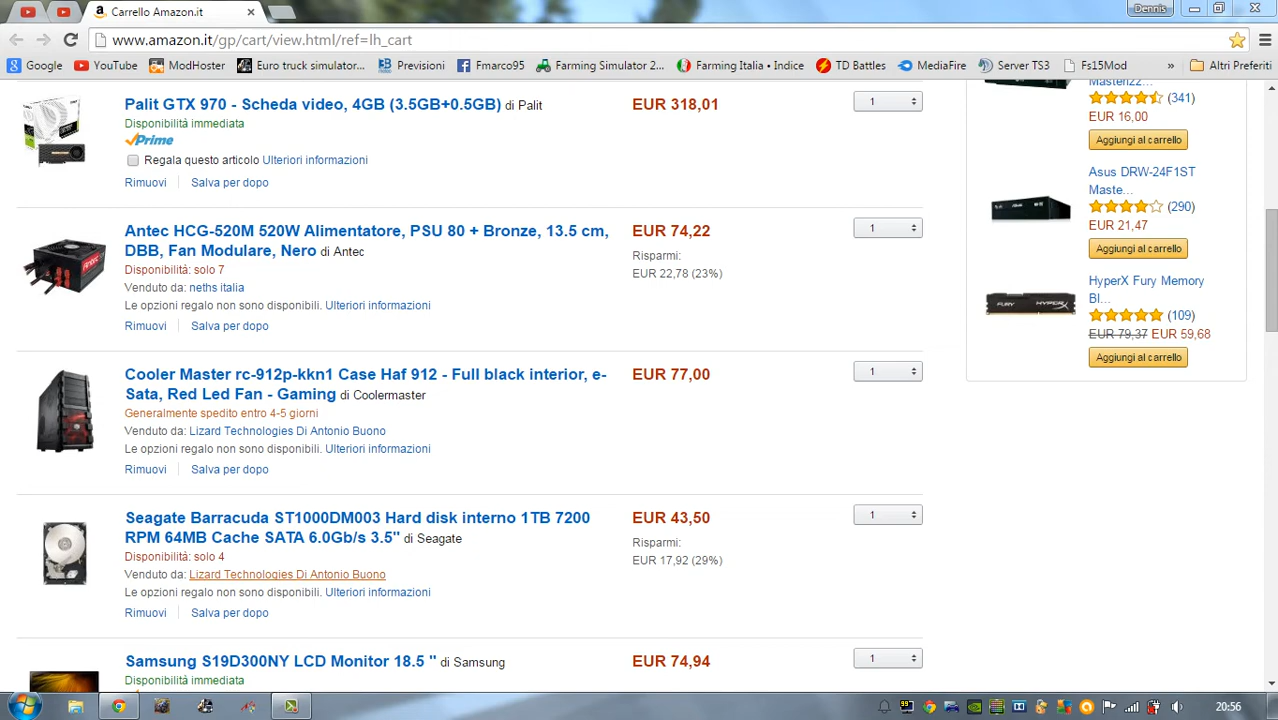 Carrello Amazon.it
Dennis
www.amazon.it/gp/cart/view.html/ref=lh_cart
Google YouTube ModHoster Euro truck simulator... Previsioni Fmarco95 Farming Simulator 2... Farming Italia • Indice TD Battles MediaFire Server TS3 Fs15Mod » Altri Preferiti
Palit GTX 970 - Scheda video, 4GB (3.5GB+0.5GB) di Palit
EUR 318,01
1
Disponibilità immediata
Prime
Regala questo articolo Ulteriori informazioni
Rimuovi Salva per dopo
Antec HCG-520M 520W Alimentatore, PSU 80 + Bronze, 13.5 cm,
DBB, Fan Modulare, Nero di Antec
EUR 74,22
1
Risparmi:
EUR 22,78 (23%)
Disponibilità: solo 7
Venduto da: neths italia
Le opzioni regalo non sono disponibili. Ulteriori informazioni
Rimuovi Salva per dopo
Cooler Master rc-912p-kkn1 Case Haf 912 - Full black interior, e-
Sata, Red Led Fan - Gaming di Coolermaster
EUR 77,00
1
Generalmente spedito entro 4-5 giorni
Venduto da: Lizard Technologies Di Antonio Buono
Le opzioni regalo non sono disponibili. Ulteriori informazioni
Rimuovi Salva per dopo
Seagate Barracuda ST1000DM003 Hard disk interno 1TB 7200
RPM 64MB Cache SATA 6.0Gb/s 3.5" di Seagate
EUR 43,50
1
Risparmi:
EUR 17,92 (29%)
Disponibilità: solo 4
Venduto da: Lizard Technologies Di Antonio Buono
Le opzioni regalo non sono disponibili. Ulteriori informazioni
Rimuovi Salva per dopo
Samsung S19D300NY LCD Monitor 18.5 " di Samsung
EUR 74,94
1
Disponibilità immediata
(341)
EUR 16,00
Aggiungi al carrello
Asus DRW-24F1ST
Maste...
(290)
EUR 21,47
Aggiungi al carrello
HyperX Fury Memory
Bl...
(109)
EUR 79,37 EUR 59,68
Aggiungi al carrello
FURY HYPERX
20:56